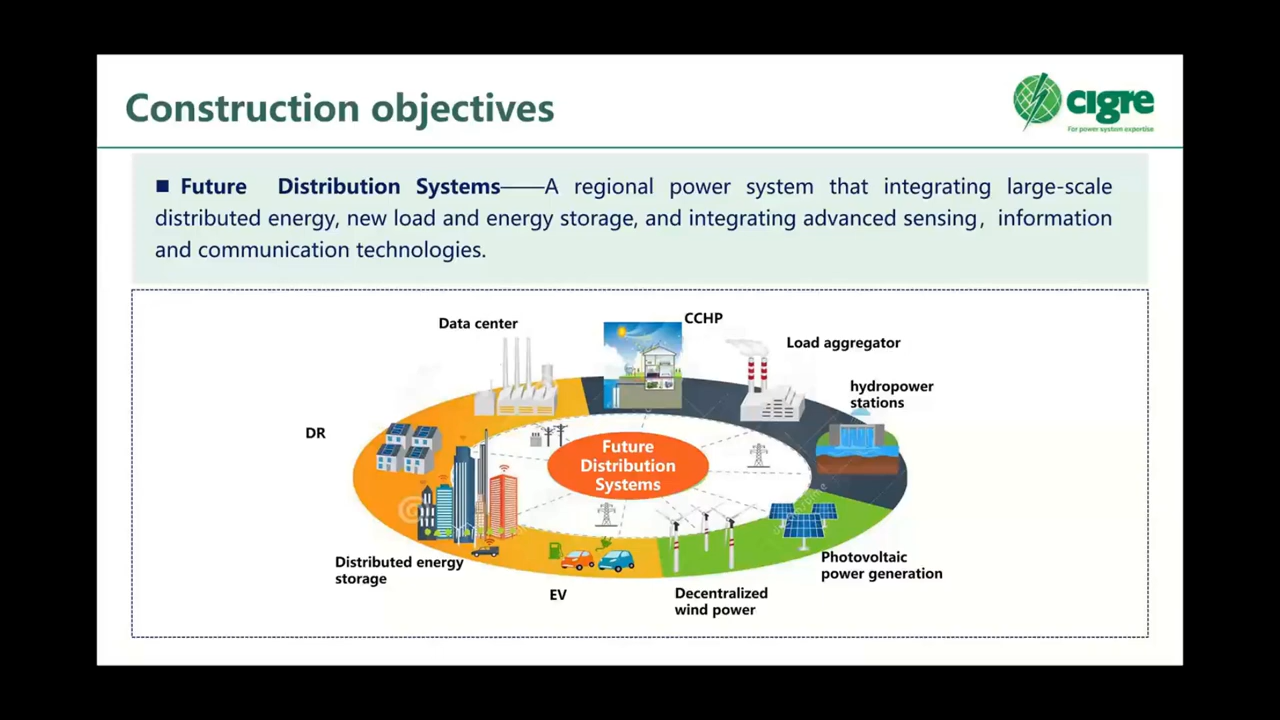 Construction objectives
cigre
For power system expertise
■ Future Distribution Systems——A regional power system that integrating large-scale
distributed energy, new load and energy storage, and integrating advanced sensing，information
and communication technologies.
Data center
CCHP
Load aggregator
hydropower
stations
DR
Future
Distribution
Systems
Distributed energy
storage
EV
Decentralized
wind power
Photovoltaic
power generation